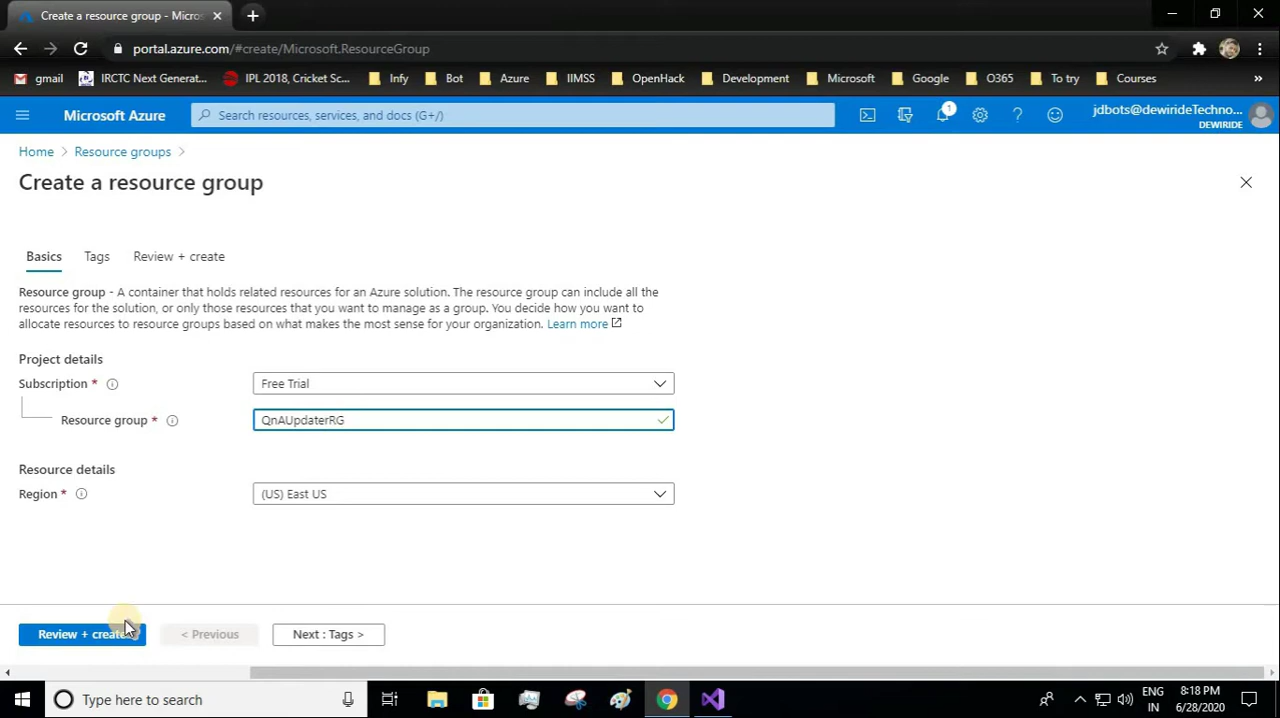 Create a resource group - Micros
portal.azure.com/#create/Microsoft.ResourceGroup
gmail
IRCTC Next Generat...
IPL 2018, Cricket Sc...
Infy
Bot
Azure
IIMSS
OpenHack
Development
Microsoft
Google
O365
To try
Courses
»
Microsoft Azure
Search resources, services, and docs (G+/)
1
jdbots@dewirideTechno...
DEWIRIDE
Home > Resource groups >
Create a resource group
Basics
Tags
Review + create
Resource group - A container that holds related resources for an Azure solution. The resource group can include all the
resources for the solution, or only those resources that you want to manage as a group. You decide how you want to
allocate resources to resource groups based on what makes the most sense for your organization. Learn more
Project details
Subscription *
Free Trial
Resource group *
QnAUpdaterRG
Resource details
Region *
(US) East US
Review + create
< Previous
Next : Tags >
Type here to search
ENG
IN
8:18 PM
6/28/2020